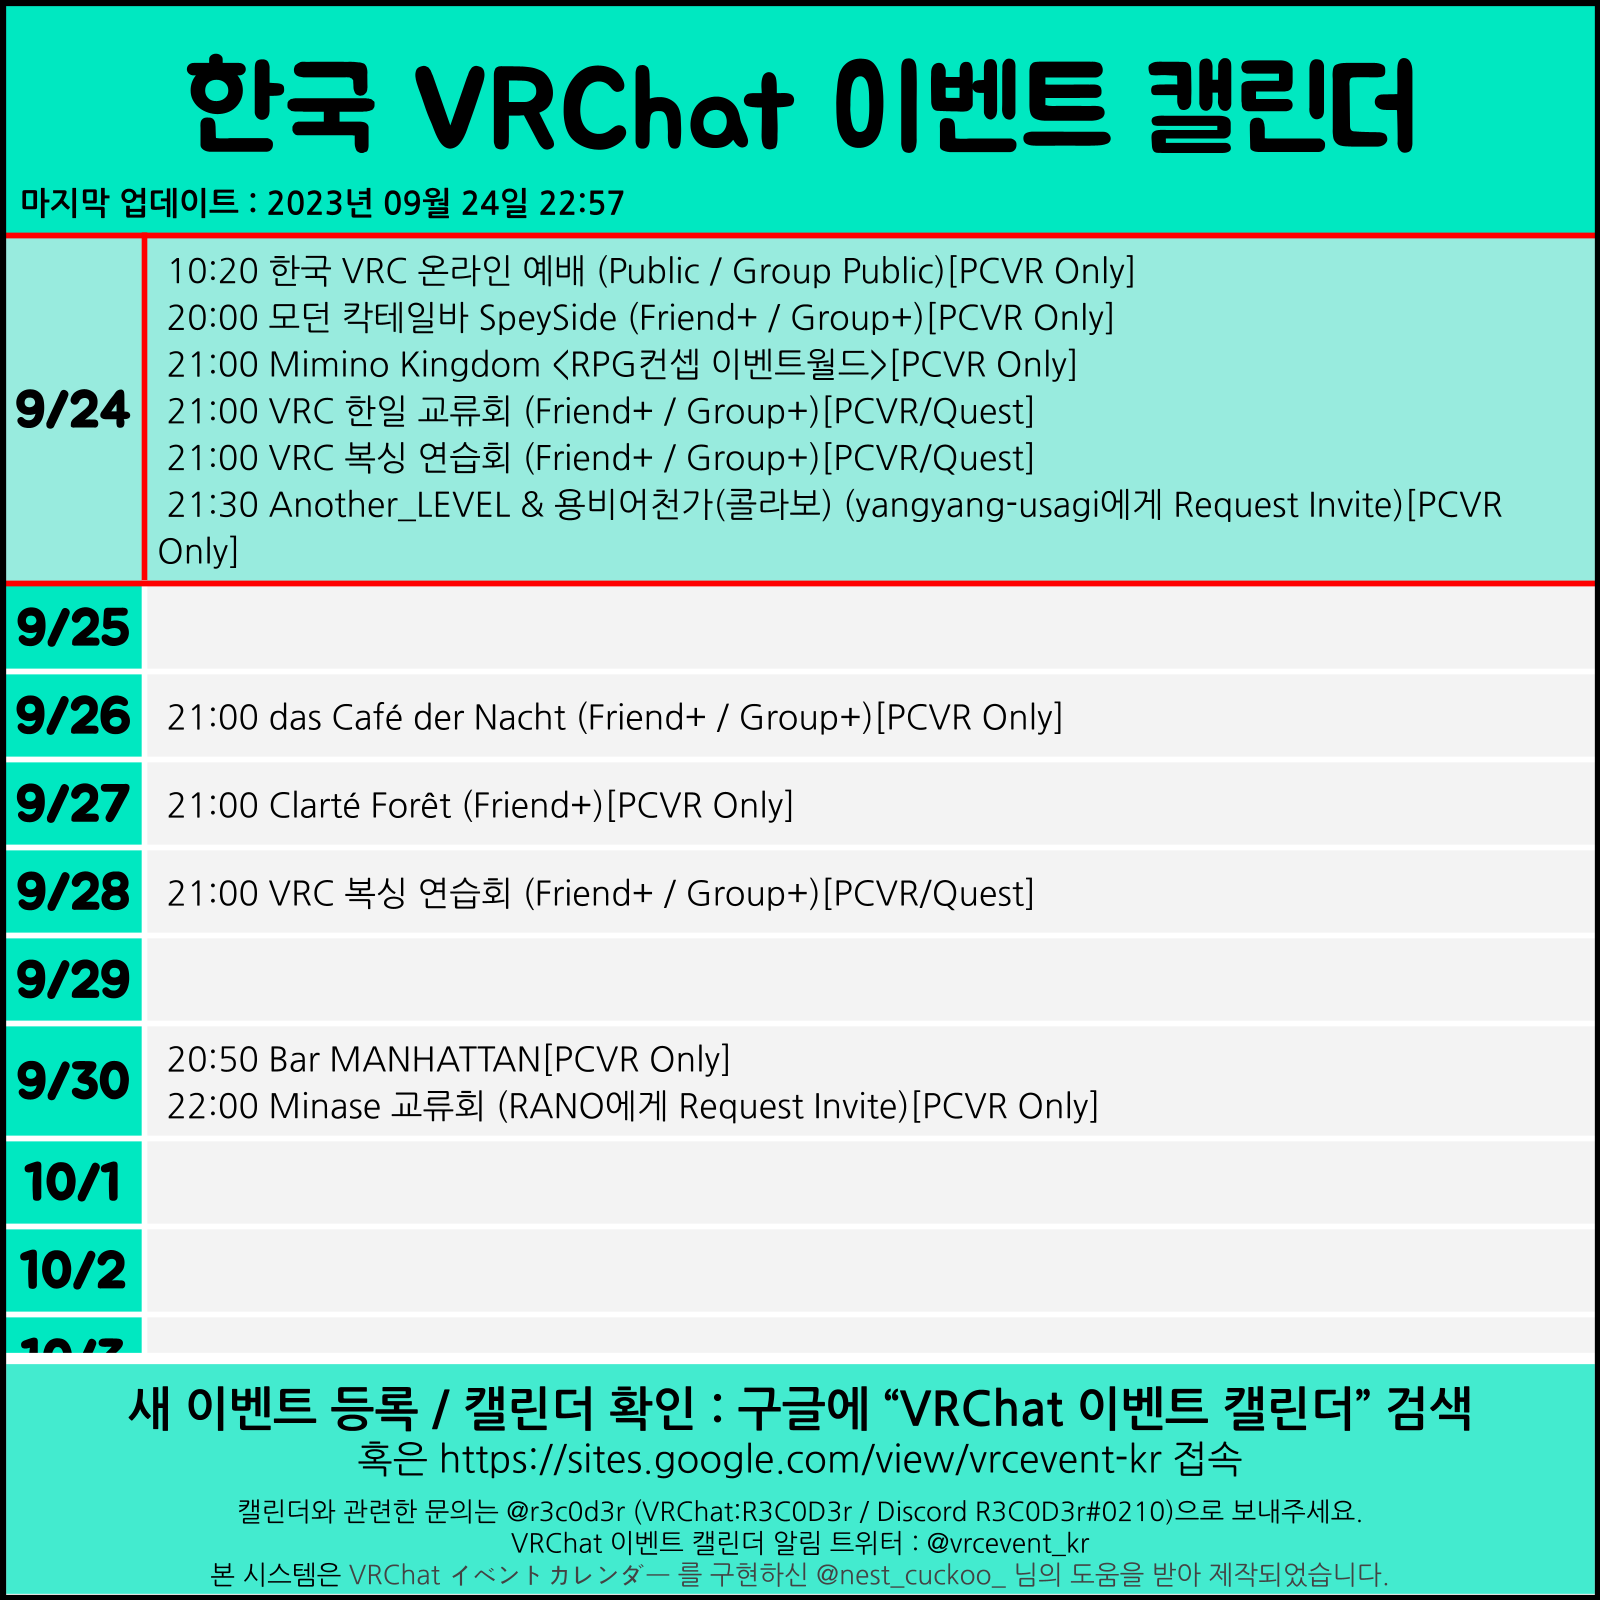 한국 VRChat 이벤트 캘린더
마지막 업데이트 : 2023년 09월 24일 22:57
9/24
10:20 한국 VRC 온라인 예배 (Public / Group Public)[PCVR Only]
20:00 모던 칵테일바 SpeySide (Friend+ / Group+)[PCVR Only]
21:00 Mimino Kingdom <RPG컨셉 이벤트월드>[PCVR Only]
21:00 VRC 한일 교류회 (Friend+ / Group+)[PCVR/Quest]
21:00 VRC 복싱 연습회 (Friend+ / Group+)[PCVR/Quest]
21:30 Another_LEVEL & 용비어천가(콜라보) (yangyang-usagi에게 Request Invite)[PCVR
Only]
9/25
9/26
21:00 das Café der Nacht (Friend+ / Group+)[PCVR Only]
9/27
21:00 Clarté Forêt (Friend+)[PCVR Only]
9/28
21:00 VRC 복싱 연습회 (Friend+ / Group+)[PCVR/Quest]
9/29
9/30
20:50 Bar MANHATTAN[PCVR Only]
22:00 Minase 교류회 (RANO에게 Request Invite)[PCVR Only]
10/1
10/2
10/3
새 이벤트 등록 / 캘린더 확인 : 구글에 “VRChat 이벤트 캘린더” 검색
혹은 https://sites.google.com/view/vrcevent-kr 접속
캘린더와 관련한 문의는 @r3c0d3r (VRChat:R3C0D3r / Discord R3C0D3r#0210)으로 보내주세요.
VRChat 이벤트 캘린더 알림 트위터 : @vrcevent_kr
본 시스템은 VRChat イベントカレンダー 를 구현하신 @nest_cuckoo_ 님의 도움을 받아 제작되었습니다.